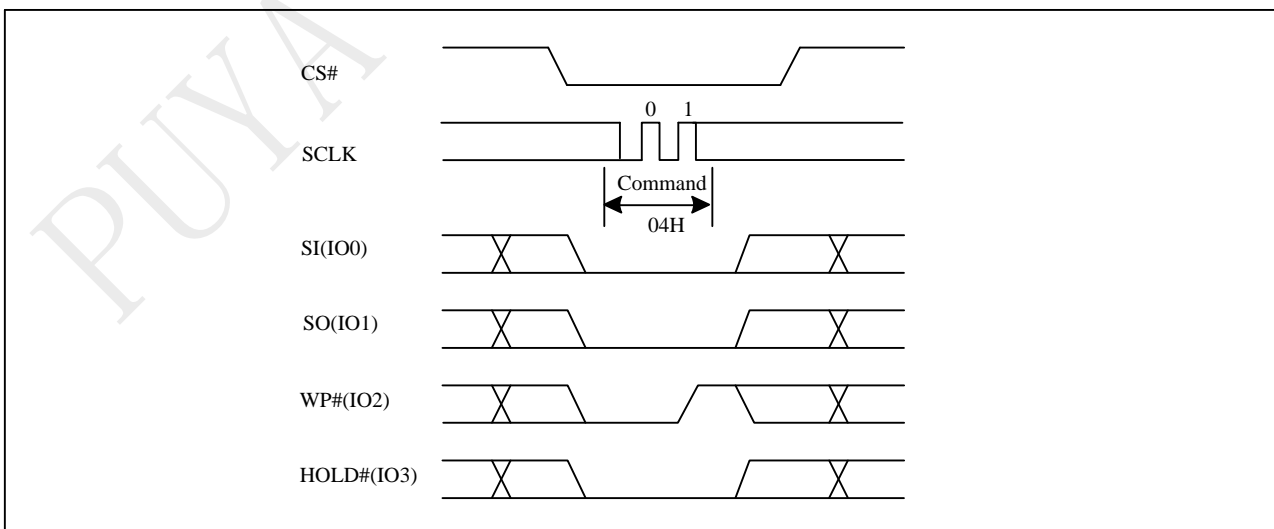 PUYA
CS#
0 1
SCLK
Command
04H
SI(IO0)
SO(IO1)
WP#(IO2)
HOLD#(IO3)